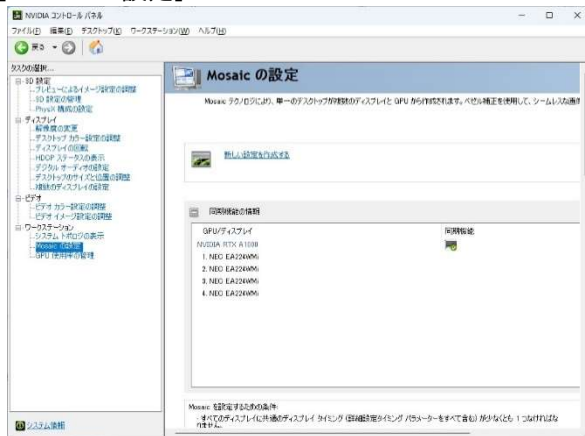 NVIDIA コントロール パネル
ファイル(F) 編集(E) デスクトップ(K) ワークステーション(W) ヘルプ(H)
戻る
タスクの選択...
3D 設定
プレビューによるイメージ設定の調整
3D 設定の管理
PhysX 構成の設定
ディスプレイ
解像度の変更
デスクトップ カラー設定の調整
ディスプレイの回転
HDCP ステータスの表示
デジタル オーディオの設定
デスクトップのサイズと位置の調整
複数のディスプレイの設定
ビデオ
ビデオ カラー設定の調整
ビデオ イメージ設定の調整
ワークステーション
システム トポロジの表示
Mosaic の設定
GPU 使用率の管理
システム情報
Mosaic の設定
Mosaic テクノロジにより、単一のデスクトップが複数のディスプレイと GPU から作成されます。ベゼル補正を使用して、シームレスな画
新しい設定を作成する
同期機能の情報
GPU/ディスプレイ 同期機能
NVIDIA RTX A1000
1. NEC EA224WMi
2. NEC EA224WMi
3. NEC EA224WMi
4. NEC EA224WMi
Mosaic を設定するための条件:
- すべてのディスプレイに共通のディスプレイ タイミング (詳細設定タイミング パラメーターをすべて含む) が少なくとも 1 つなければな
りません。